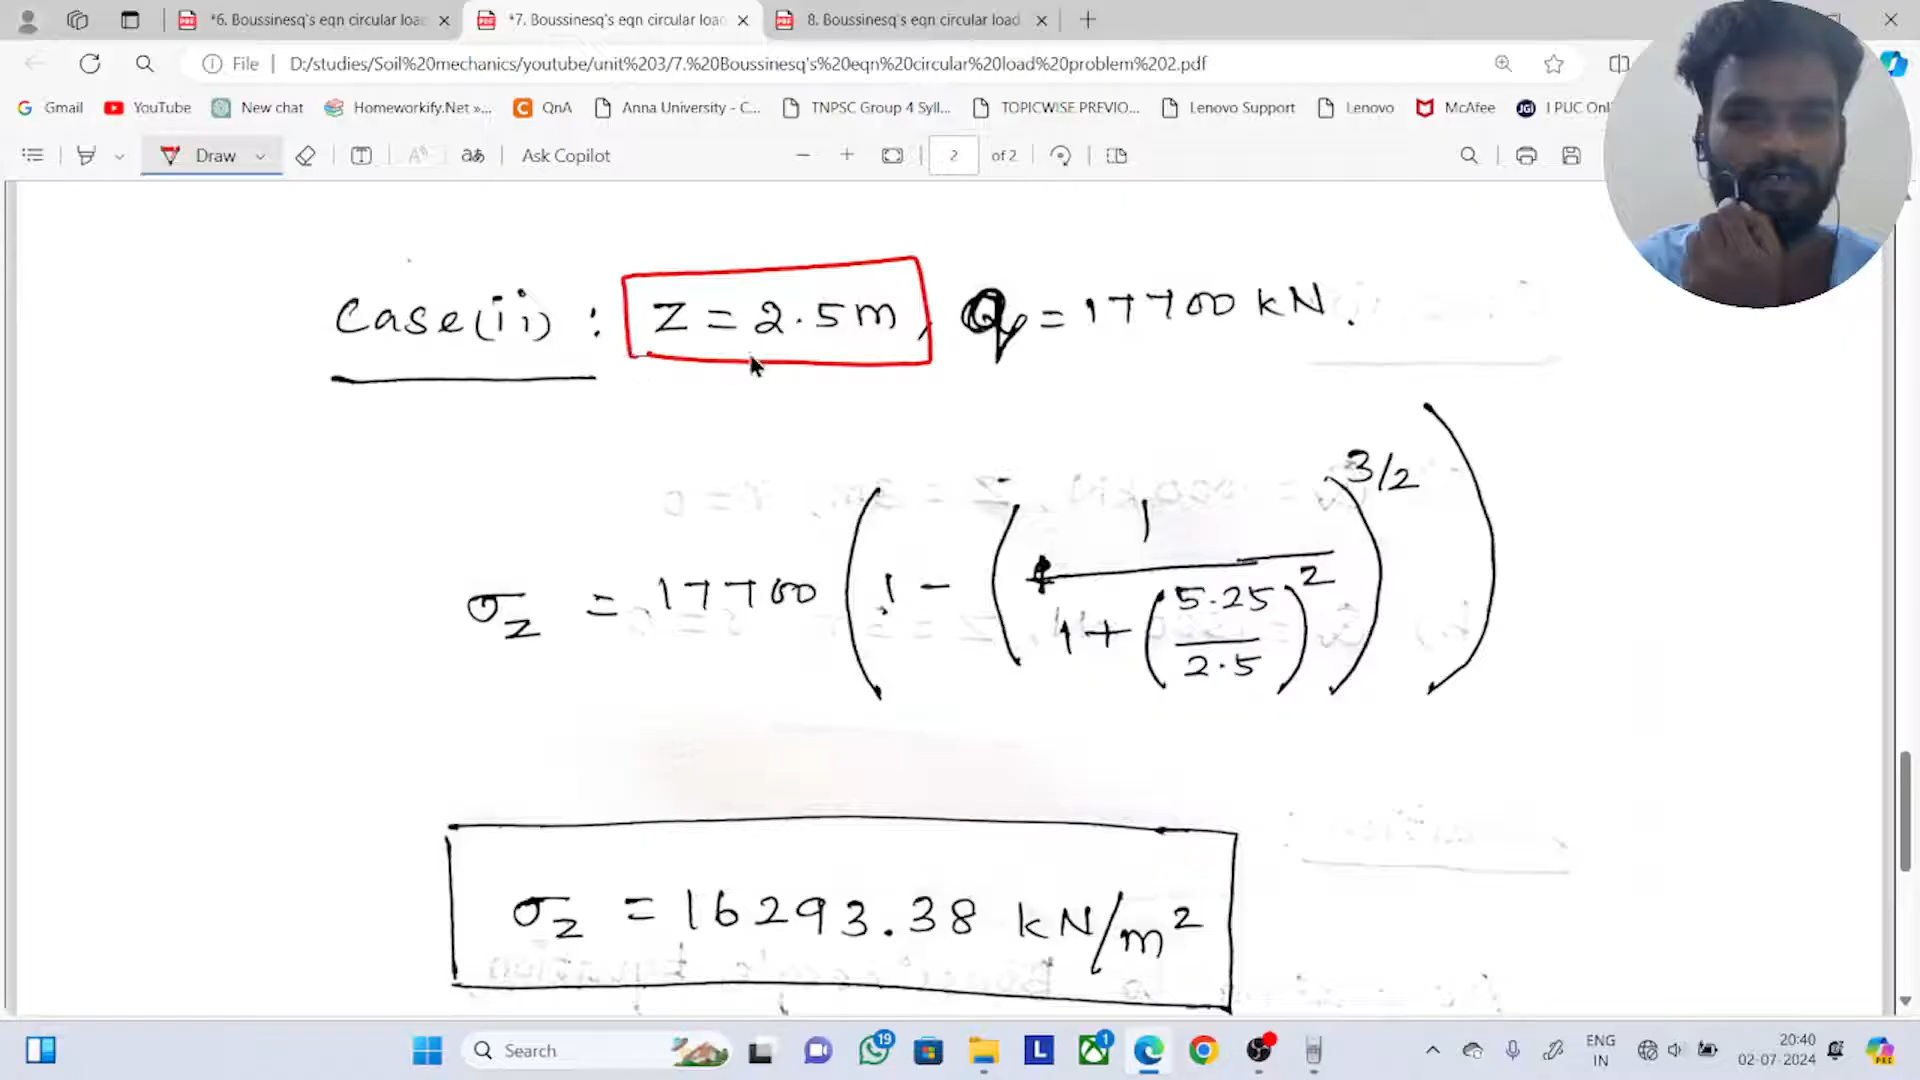 *6. Boussinesq's eqn circular loa
*7. Boussinesq's eqn circular loa
8. Boussinesq's eqn circular load
File | D:/studies/Soil%20mechanics/youtube/unit%203/7.%20Boussinesq's%20eqn%20circular%20load%20problem%202.pdf
Gmail YouTube New chat Homeworkify.Net »... QnA Anna University - C... TNPSC Group 4 Syll... TOPICWISE PREVIO... Lenovo Support Lenovo McAfee I PUC Onl
Draw aあ Ask Copilot 2 of 2
Case(ii) : Z = 2.5m, Q = 17700 kN.
σz = 17700 (1 - (1 / (1 + (5.25 / 2.5)^2))^3/2)
σz = 16293.38 kN/m²
Search 19 1 ENG 20:40
IN 02-07-2024